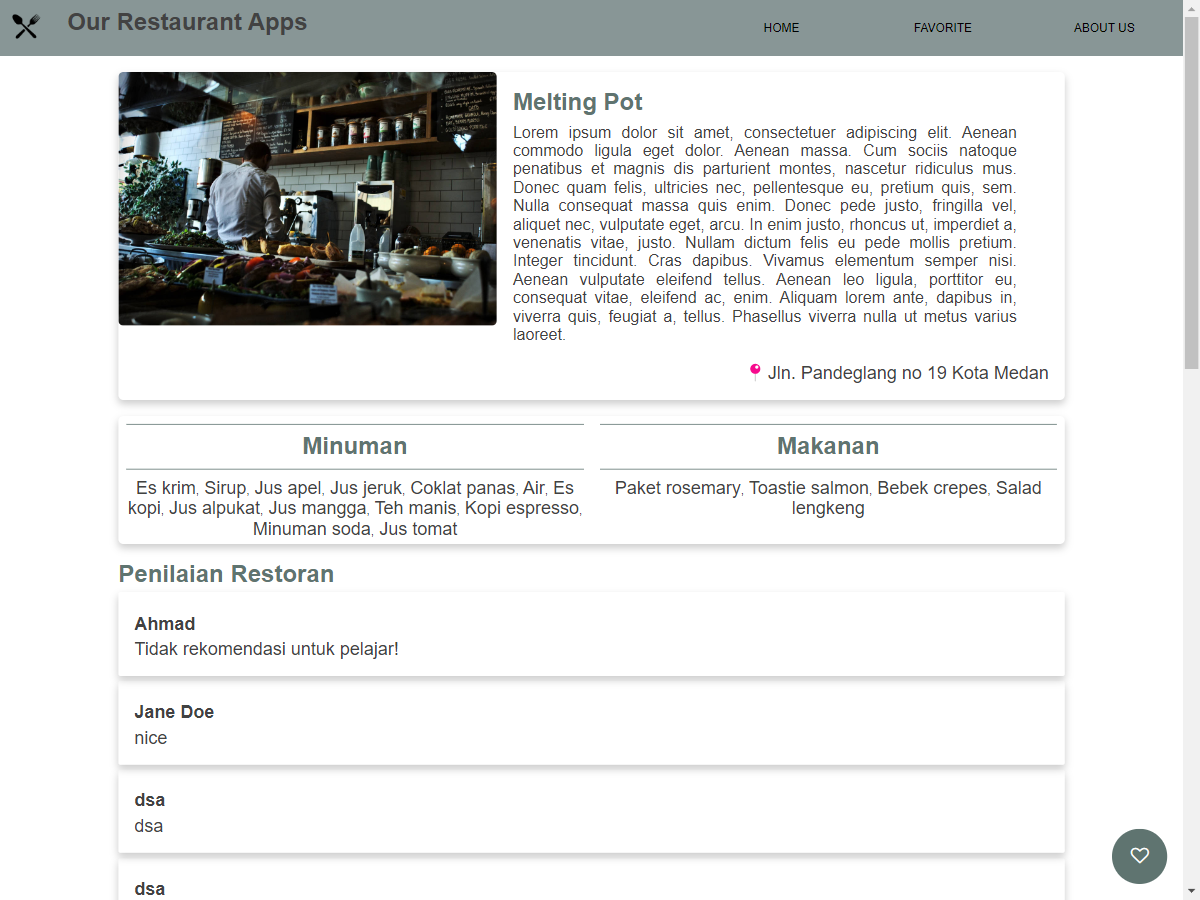 Our Restaurant Apps
HOME
FAVORITE
ABOUT US
Melting Pot
Lorem ipsum dolor sit amet, consectetuer adipiscing elit. Aenean
commodo ligula eget dolor. Aenean massa. Cum sociis natoque
penatibus et magnis dis parturient montes, nascetur ridiculus mus.
Donec quam felis, ultricies nec, pellentesque eu, pretium quis, sem.
Nulla consequat massa quis enim. Donec pede justo, fringilla vel,
aliquet nec, vulputate eget, arcu. In enim justo, rhoncus ut, imperdiet a,
venenatis vitae, justo. Nullam dictum felis eu pede mollis pretium.
Integer tincidunt. Cras dapibus. Vivamus elementum semper nisi.
Aenean vulputate eleifend tellus. Aenean leo ligula, porttitor eu,
consequat vitae, eleifend ac, enim. Aliquam lorem ante, dapibus in,
viverra quis, feugiat a, tellus. Phasellus viverra nulla ut metus varius
laoreet.
Jln. Pandeglang no 19 Kota Medan
Minuman
Es krim, Sirup, Jus apel, Jus jeruk, Coklat panas, Air, Es
kopi, Jus alpukat, Jus mangga, Teh manis, Kopi espresso,
Minuman soda, Jus tomat
Makanan
Paket rosemary, Toastie salmon, Bebek crepes, Salad
lengkeng
Penilaian Restoran
Ahmad
Tidak rekomendasi untuk pelajar!
Jane Doe
nice
dsa
dsa
dsa